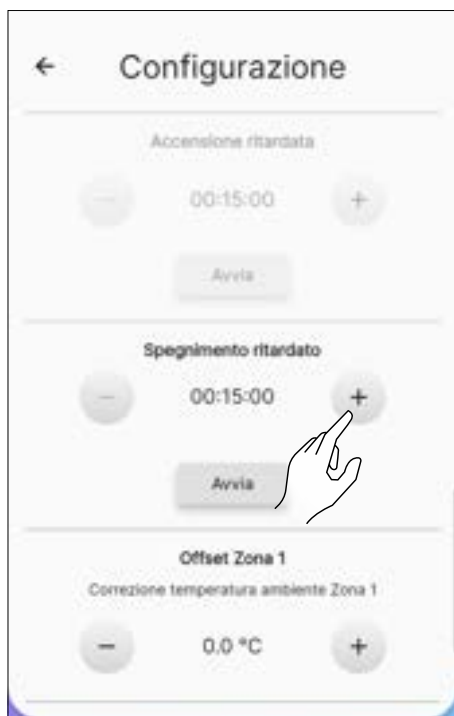 ← Configurazione
Accensione ritardata
− 00:15:00 +
Avvia
Spegnimento ritardato
− 00:15:00 +
Avvia
Offset Zona 1
Correzione temperatura ambiente Zona 1
− 0.0 °C +